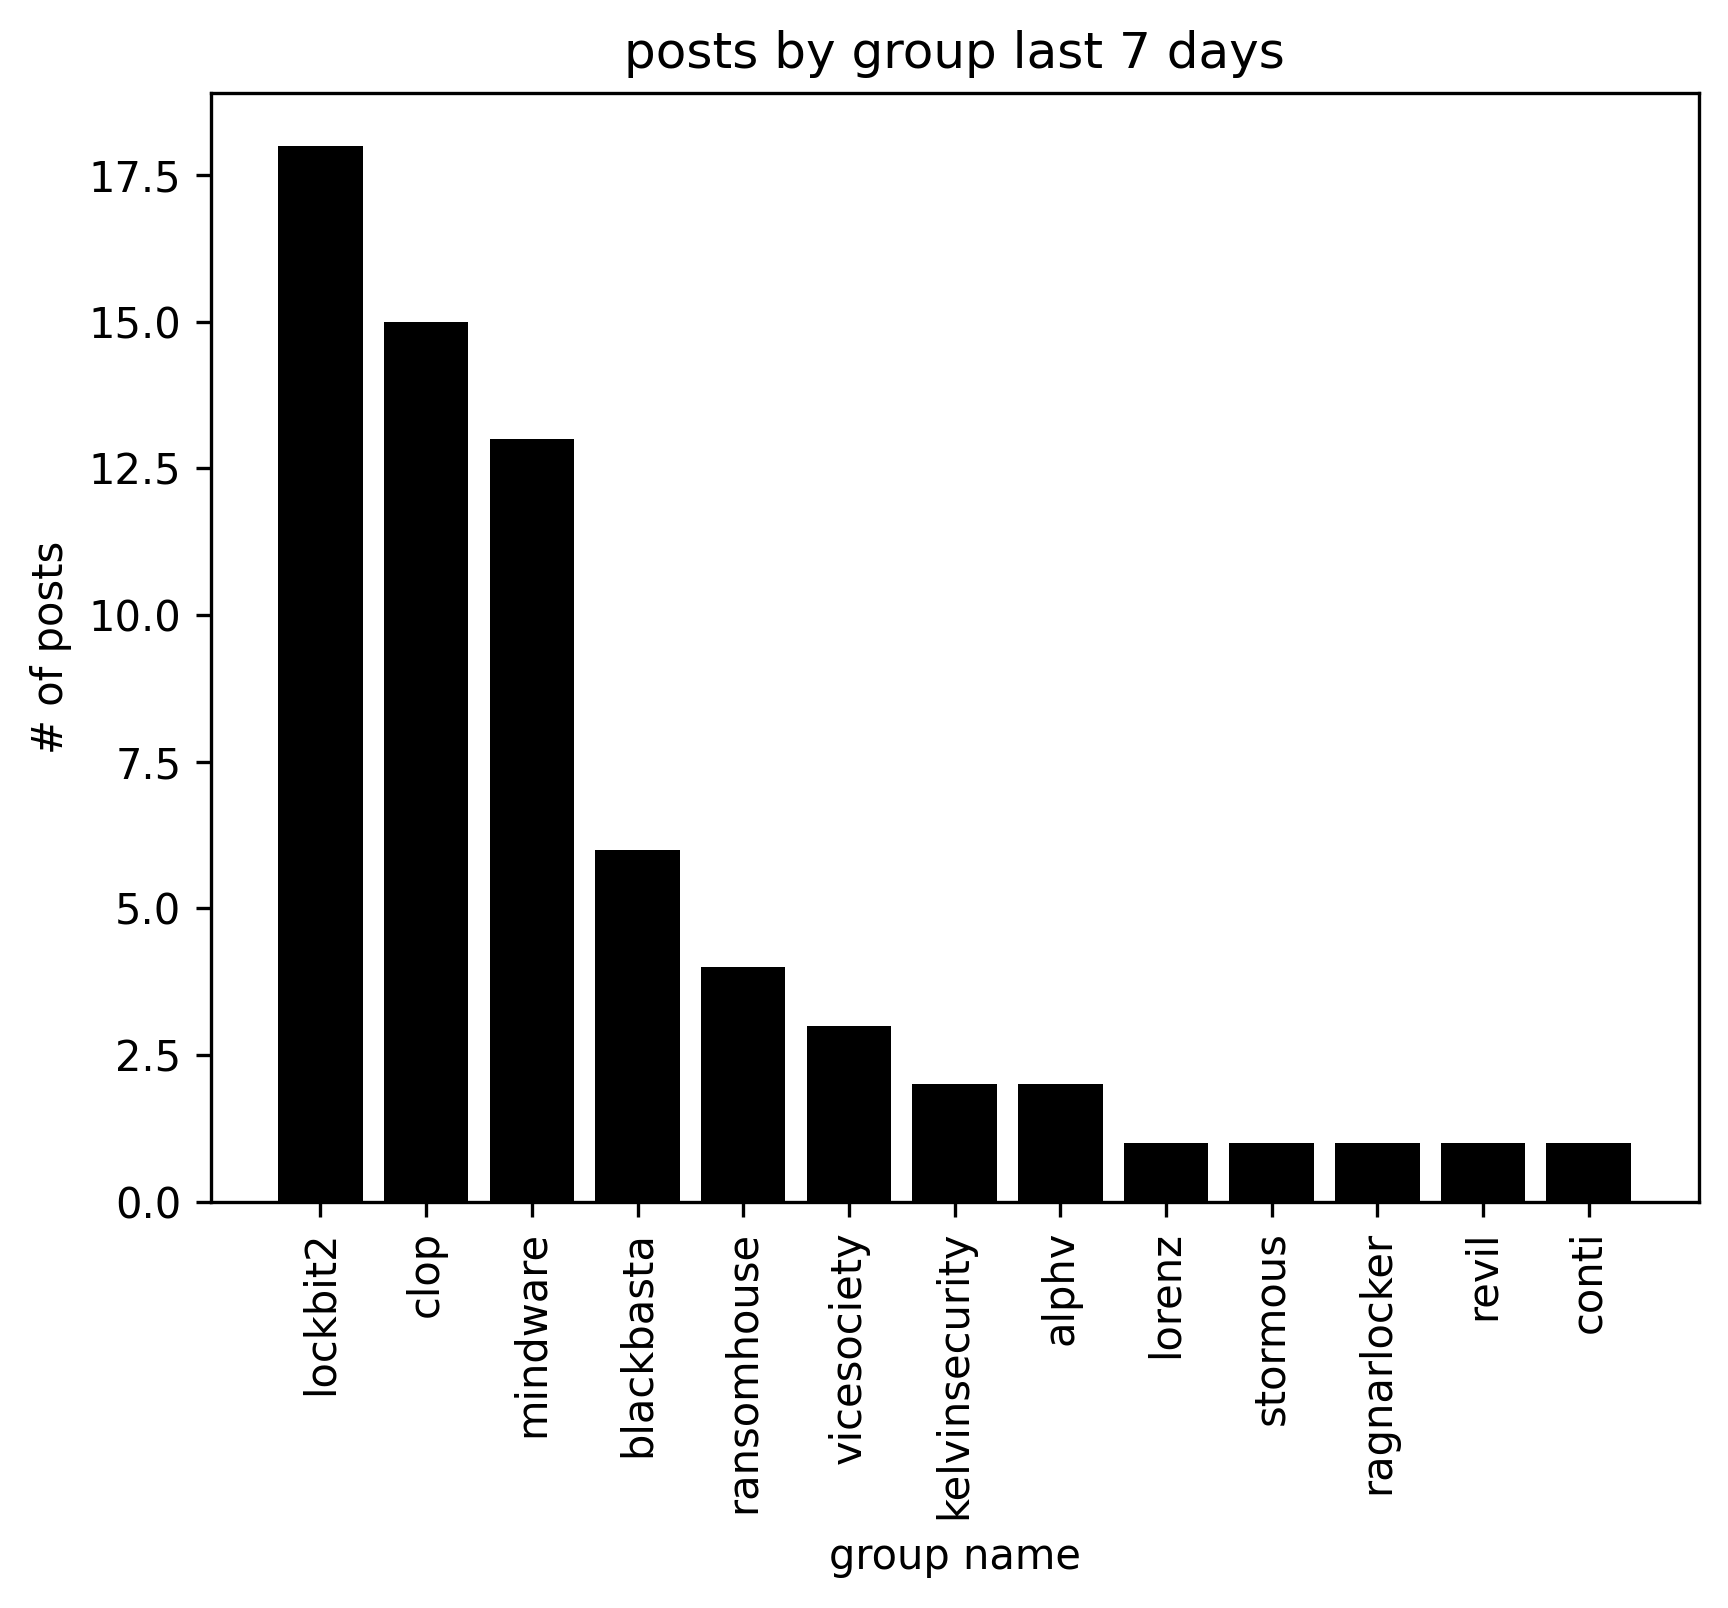 posts by group last 7 days
17.5
15.0
12.5
10.0
7.5
5.0
2.5
0.0
# of posts
lockbit2
clop
mindware
blackbasta
ransomhouse
vicesociety
kelvinsecurity
alphv
lorenz
stormous
ragnarlocker
revil
conti
group name